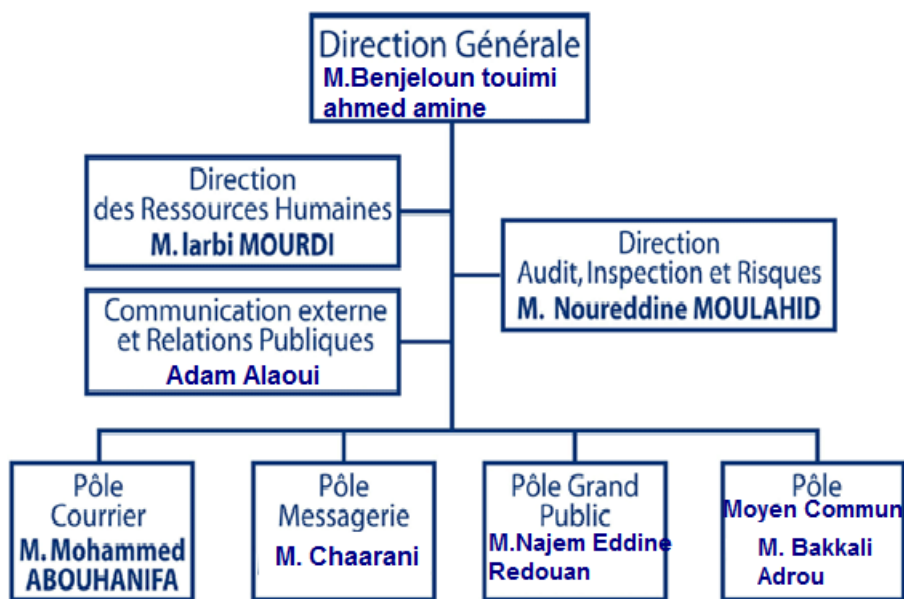 Direction Générale
M.Benjeloun touimi
ahmed amine
Direction
des Ressources Humaines
M. larbi MOURDI
Direction
Audit, Inspection et Risques
M. Noureddine MOULAHID
Communication externe
et Relations Publiques
Adam Alaoui
Pôle
Courrier
M. Mohammed
ABOUHANIFA
Pôle
Messagerie
M. Chaarani
Pôle Grand
Public
M.Najem Eddine
Redouan
Pôle
Moyen Commun
M. Bakkali
Adrou